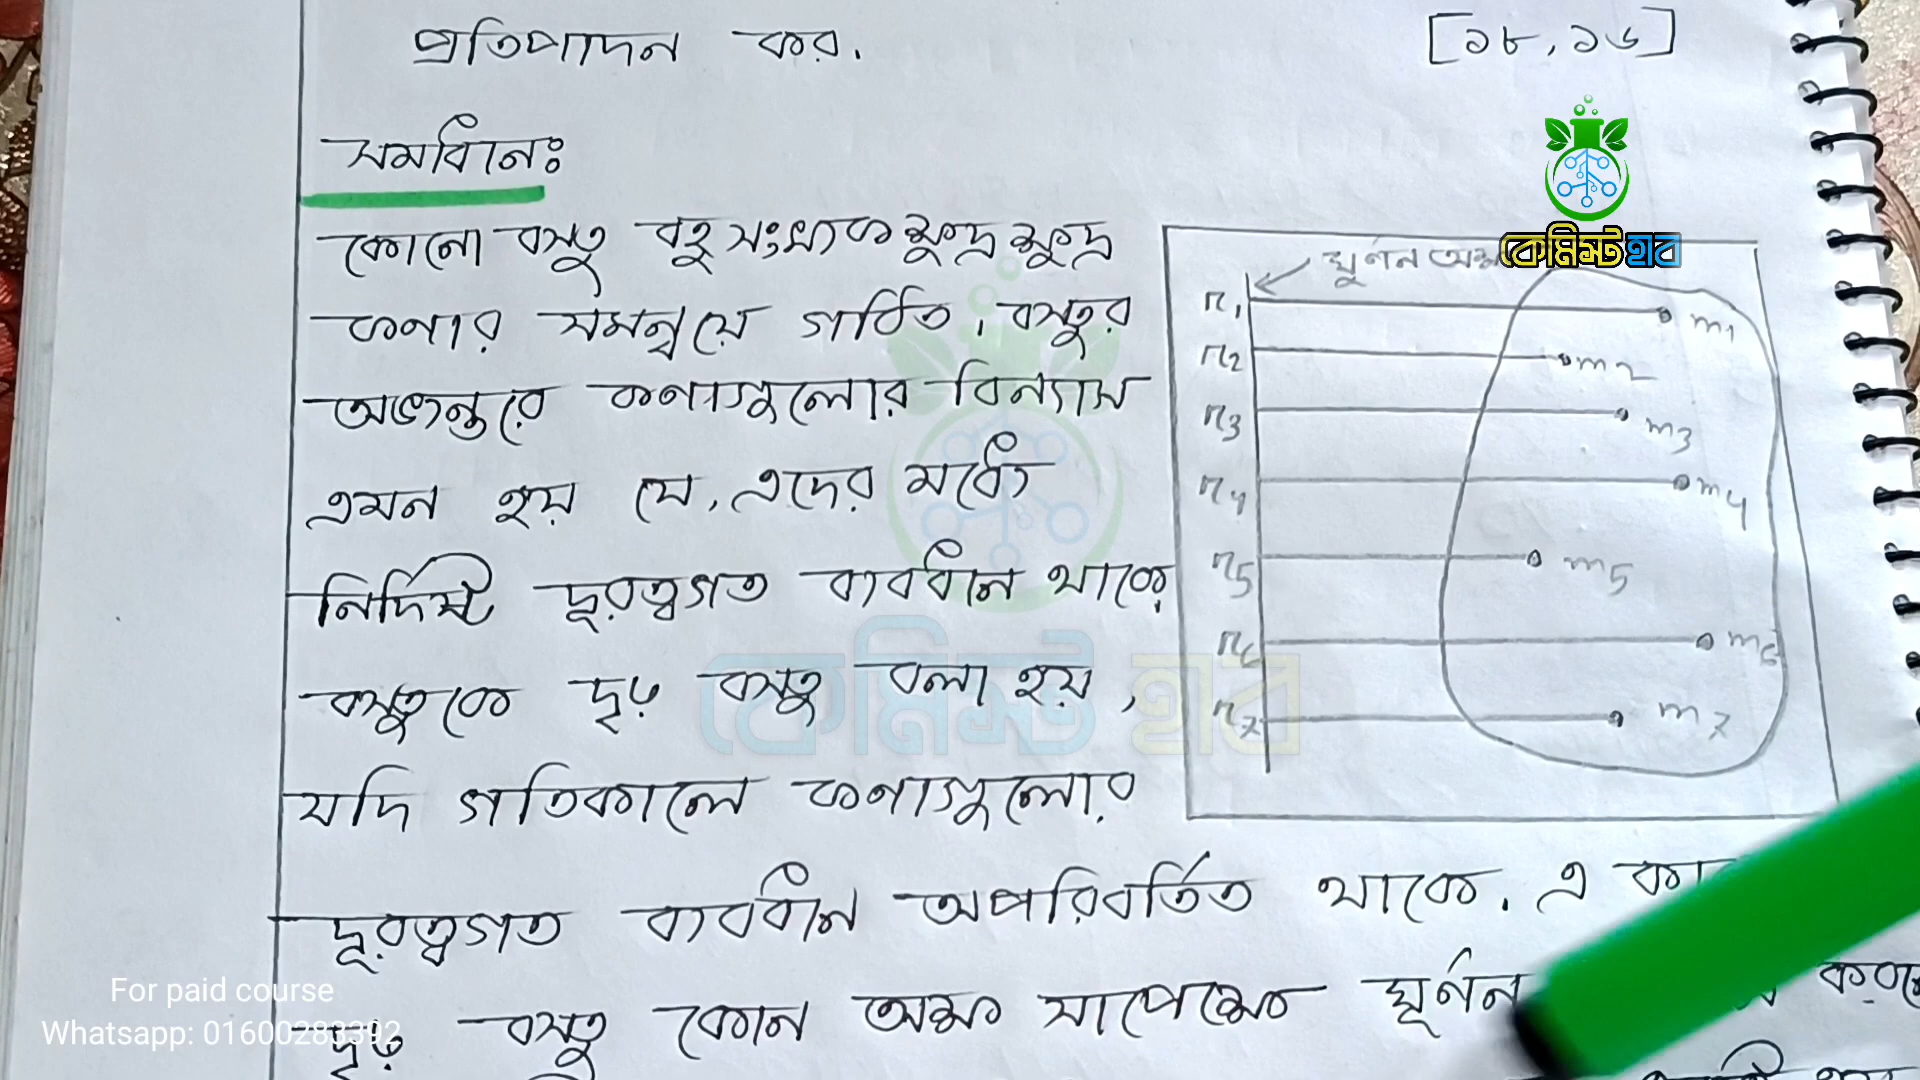 প্রতিপাদন কর. [১৮,১৬]
সমাধানঃ
কোনো বস্তু বহু সংখ্যক ক্ষুদ্র ক্ষুদ্র
কণার সমন্বয়ে গঠিত। বস্তুর
অভ্যন্তরে কণাগুলোর বিন্যাস
এমন হয় যে, এদের মধ্যে
নির্দিষ্ট দূরত্বগত ব্যবধান থাকে,
বস্তুকে দৃঢ় বস্তু বলা হয়,
যদি গতিকালে কণাগুলোর
দূরত্বগত ব্যবধান অপরিবর্তিত থাকে. এ
দৃঢ় বস্তু কোন অক্ষ সাপেক্ষে ঘূর্ণন
ঘূর্ণন
r1 m1
r2 m2
r3 m3
r4 m4
r5 m5
r6 m6
r7 m7
কেমিস্ট হাব
কেমিস্ট হাব
For paid course
Whatsapp: 01600283392